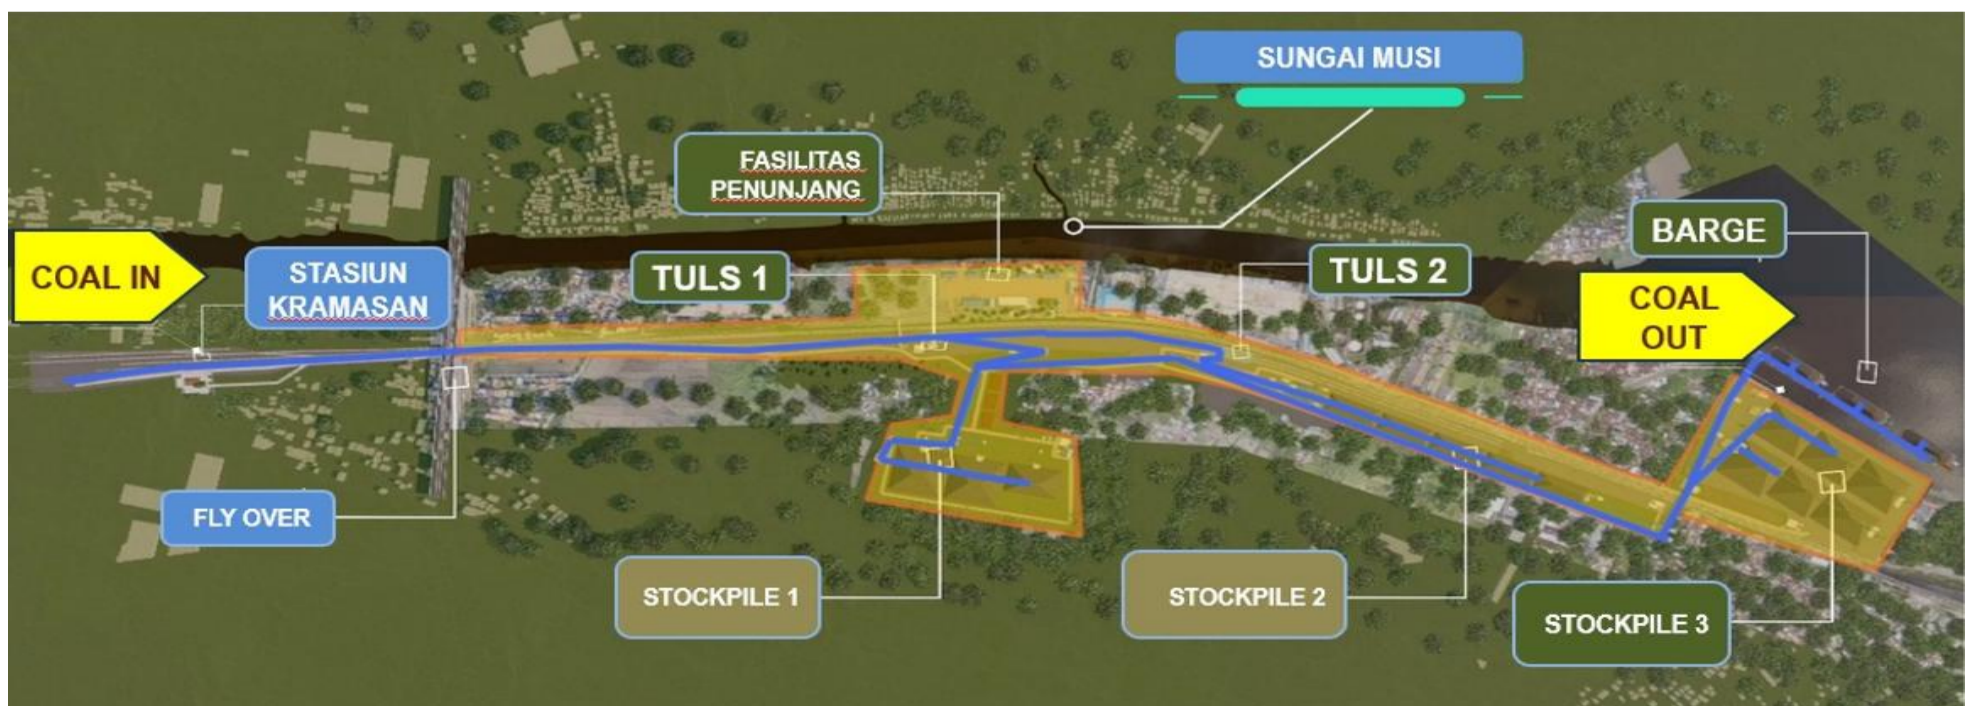 SUNGAI MUSI
FASILITAS
PENUNJANG
BARGE
COAL IN
STASIUN
KRAMASAN
TULS 1
TULS 2
COAL
OUT
FLY OVER
STOCKPILE 1
STOCKPILE 2
STOCKPILE 3